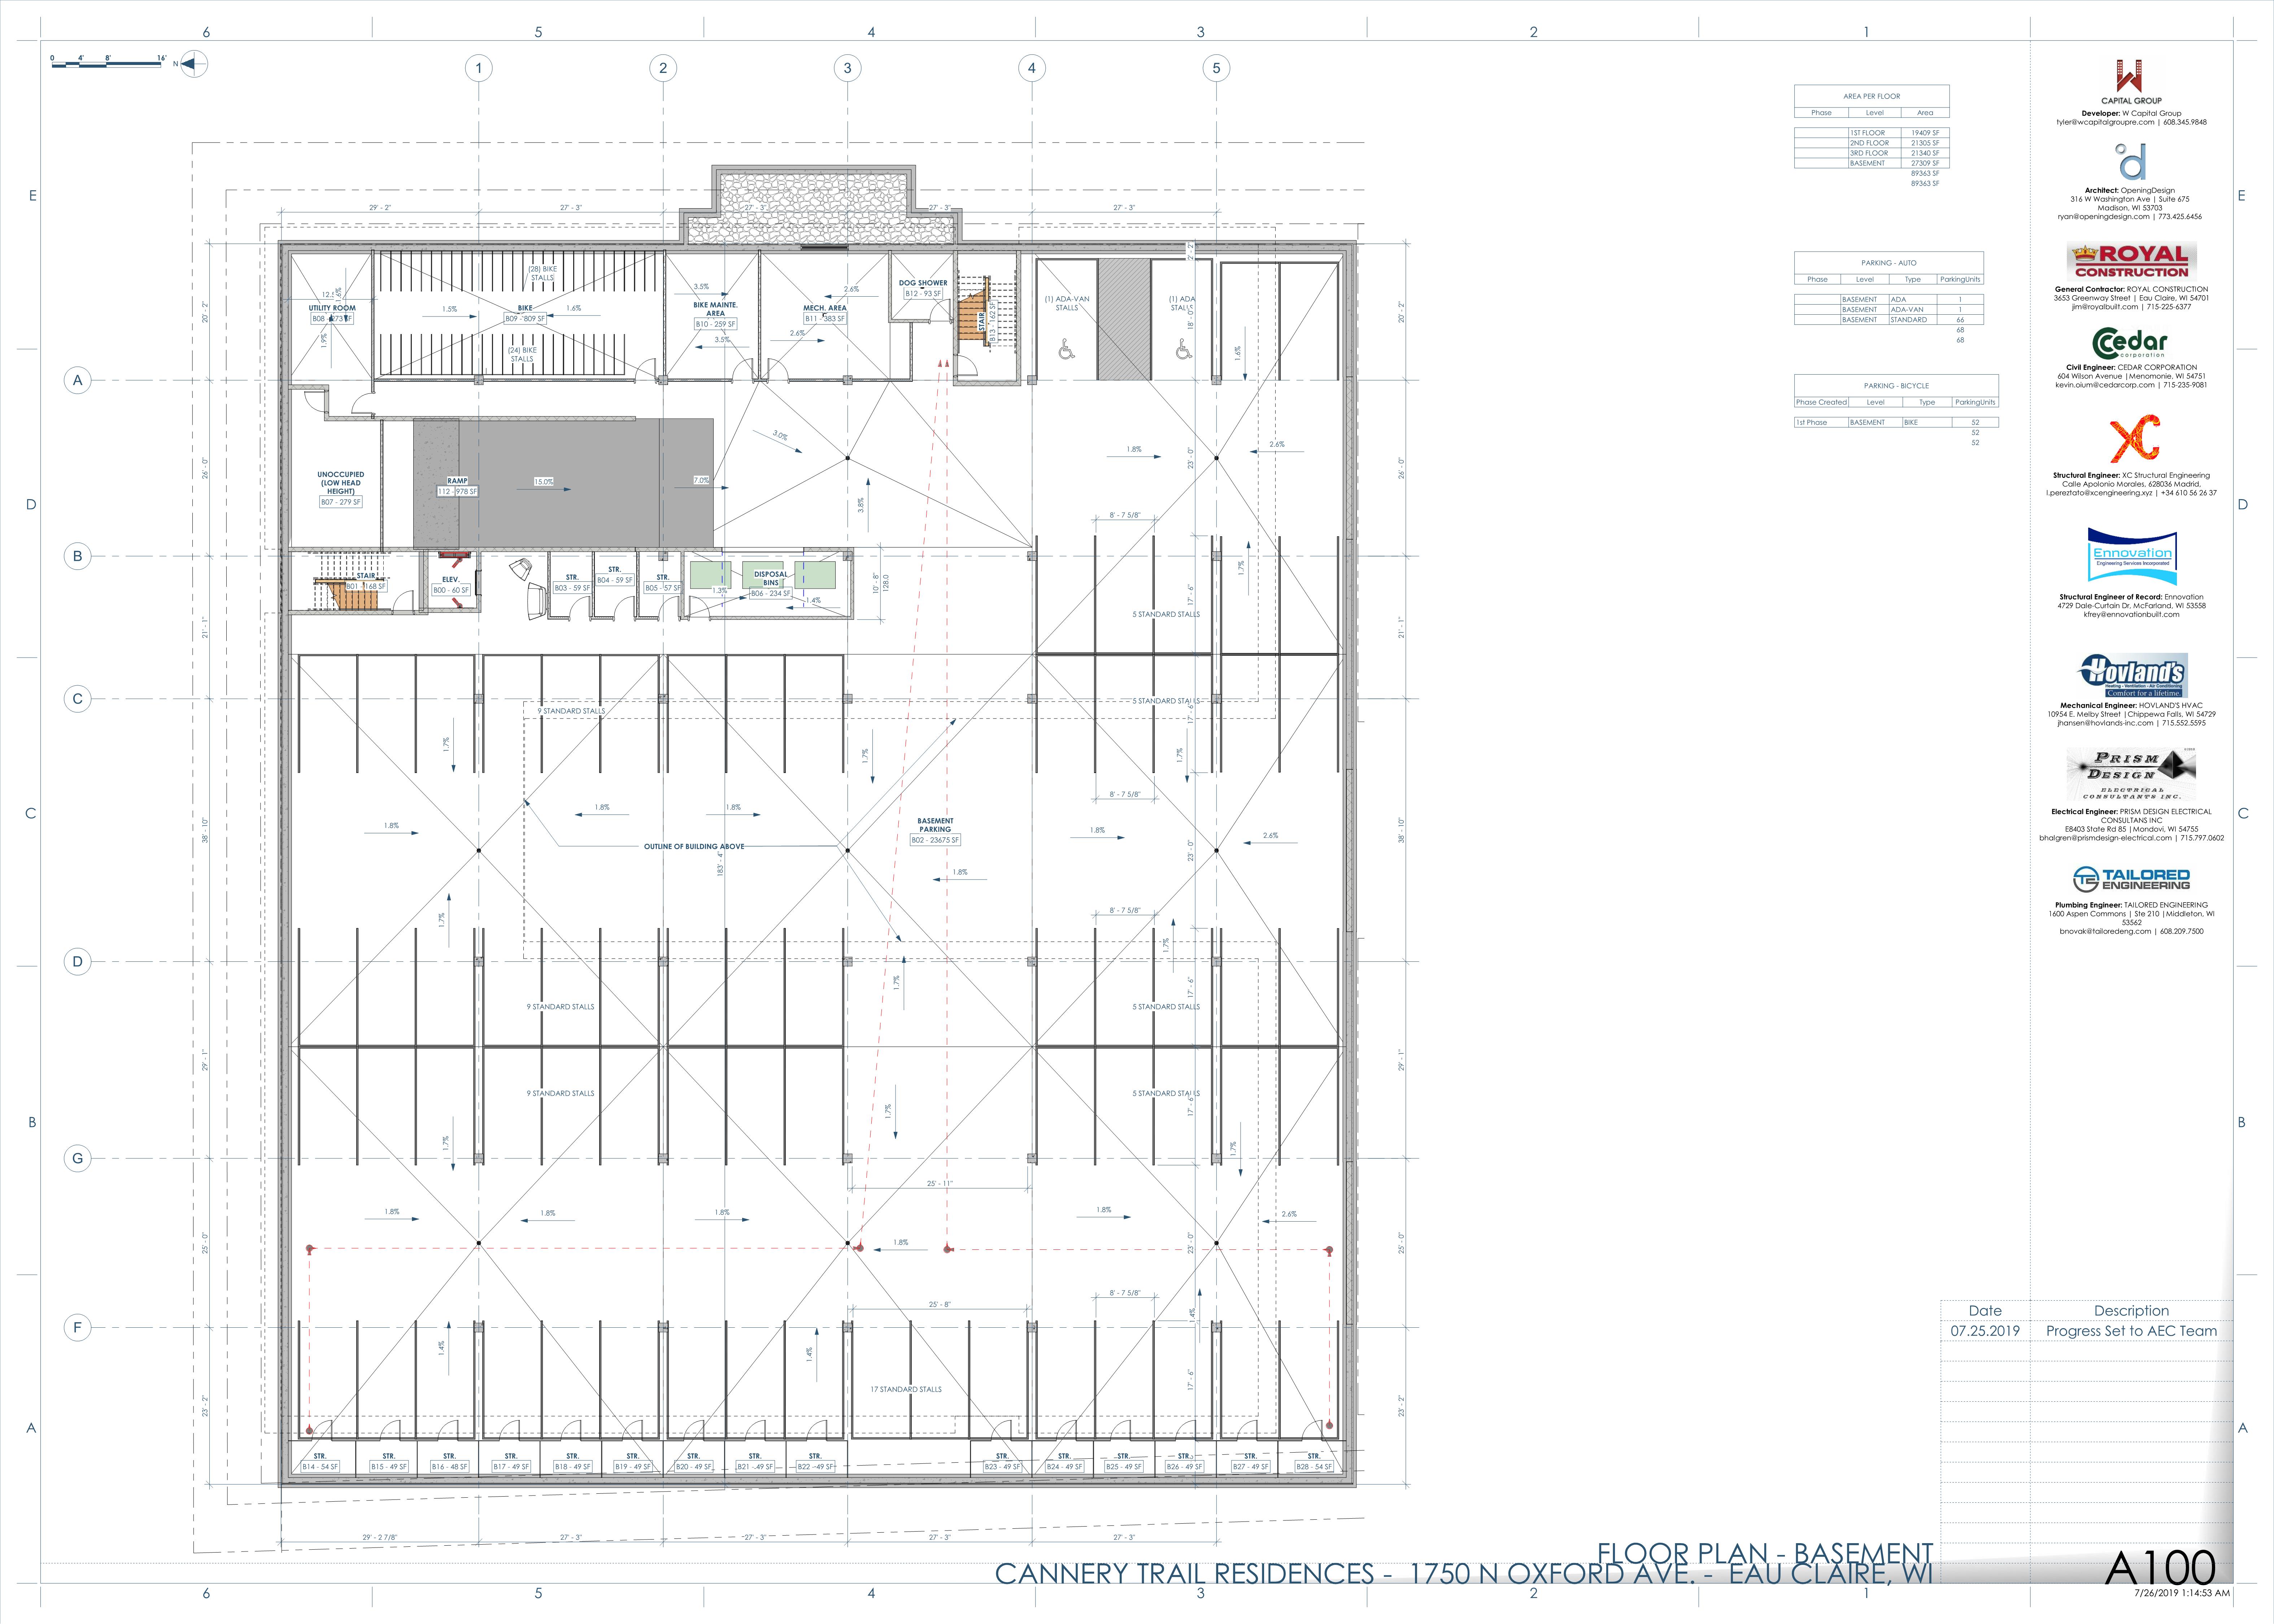 6
5
4
3
2
1
0
4'
8'
16'
N
1
2
3
4
5
E
D
C
B
A
A
B
C
D
G
F
29' - 2"
27' - 3"
27' - 3"
27' - 3"
27' - 3"
20' - 2"
26' - 0"
21' - 1"
38' - 10"
29' - 1"
25' - 0"
23' - 2"
(28) BIKE
STALLS
(24) BIKE
STALLS
UTILITY ROOM
1.6%
1.9%
BIKE
B09 - 809 SF
1.5%
1.6%
3.5%
BIKE MAINTE.
AREA
B10 - 259 SF
3.5%
2.6%
MECH. AREA
B11 - 383 SF
2.6%
DOG SHOWER
B12 - 93 SF
STAIR
B13 - 162 SF
(1) ADA-VAN
STALLS
(1) ADA
STALLS
2' - 2"
18' - 0"
1.6%
20' - 2"
UNOCCUPIED
(LOW HEAD
HEIGHT)
B07 - 279 SF
RAMP
112 - 978 SF
15.0%
7.0%
3.0%
3.8%
1.8%
2.6%
23' - 0"
26' - 0"
8' - 7 5/8"
STAIR
B01 - 168 SF
ELEV.
B00 - 60 SF
STR.
B03 - 59 SF
STR.
B04 - 59 SF
STR.
B05 - 57 SF
DISPOSAL
BINS
B06 - 234 SF
1.3%
1.4%
10' - 8"
128.0
1.7%
17' - 6"
5 STANDARD STALLS
21' - 1"
9 STANDARD STALLS
5 STANDARD STALLS
17' - 6"
1.7%
1.7%
1.7%
8' - 7 5/8"
1.8%
1.8%
1.8%
OUTLINE OF BUILDING ABOVE
183' - 4"
BASEMENT
PARKING
B02 - 23675 SF
1.8%
1.8%
2.6%
23' - 0"
38' - 10"
1.7%
8' - 7 5/8"
1.7%
1.7%
17' - 6"
9 STANDARD STALLS
5 STANDARD STALLS
29' - 1"
9 STANDARD STALLS
5 STANDARD STALLS
17' - 6"
1.7%
1.7%
1.7%
25' - 11"
1.8%
1.8%
1.8%
1.8%
1.8%
2.6%
23' - 0"
25' - 0"
25' - 8"
8' - 7 5/8"
1.4%
1.4%
1.4%
17 STANDARD STALLS
17' - 6"
23' - 2"
STR.
B14 - 54 SF
STR.
B15 - 49 SF
STR.
B16 - 48 SF
STR.
B17 - 49 SF
STR.
B18 - 49 SF
STR.
B19 - 49 SF
STR.
B20 - 49 SF
STR.
B21 - 49 SF
STR.
B22 - 49 SF
STR.
B23 - 49 SF
STR.
B24 - 49 SF
STR.
B25 - 49 SF
STR.
B26 - 49 SF
STR.
B27 - 49 SF
STR.
B28 - 54 SF
29' - 2 7/8"
27' - 3"
27' - 3"
27' - 3"
27' - 3"
AREA PER FLOOR
Phase Level Area
1ST FLOOR 19409 SF
2ND FLOOR 21305 SF
3RD FLOOR 21340 SF
BASEMENT 27309 SF
89363 SF
89363 SF
PARKING - AUTO
Phase Level Type ParkingUnits
BASEMENT ADA 1
BASEMENT ADA-VAN 1
BASEMENT STANDARD 66
68
68
PARKING - BICYCLE
Phase Created Level Type ParkingUnits
1st Phase BASEMENT BIKE 52
52
52
CAPITAL GROUP
Developer: W Capital Group
tyler@wcapitalgroupre.com | 608.345.9848
d
Architect: OpeningDesign
316 W Washington Ave | Suite 675
Madison, WI 53703
ryan@openingdesign.com | 773.425.6456
ROYAL
CONSTRUCTION
General Contractor: ROYAL CONSTRUCTION
3653 Greenway Street | Eau Claire, WI 54701
jim@royalbuilt.com | 715-225-6377
Cedar
corporation
Civil Engineer: CEDAR CORPORATION
604 Wilson Avenue |Menomonie, WI 54751
kevin.oium@cedarcorp.com | 715-235-9081
XC
Structural Engineer: XC Structural Engineering
Calle Apolonio Morales, 628036 Madrid,
l.pereztato@xcengineering.xyz | +34 610 56 26 37
Ennovation
Engineering Services Incorporated
Structural Engineer of Record: Ennovation
4729 Dale-Curtain Dr, McFarland, WI 53558
kfrey@ennovationbuilt.com
Hovland's
Heating - Ventilation - Air Conditioning
Comfort for a lifetime.
Mechanical Engineer: HOVLAND'S HVAC
10954 E. Melby Street |Chippewa Falls, WI 54729
jhansen@hovlands-inc.com | 715.552.5595
PRISM
DESIGN
ELECTRICAL
CONSULTANTS INC.
Electrical Engineer: PRISM DESIGN ELECTRICAL
CONSULTANS INC
E8403 State Rd 85 |Mondovi, WI 54755
bhalgren@prismdesign-electrical.com | 715.797.0602
TE TAILORED
ENGINEERING
Plumbing Engineer: TAILORED ENGINEERING
1600 Aspen Commons | Ste 210 |Middleton, WI
53562
bnovak@tailoredeng.com | 608.209.7500
E
D
C
B
A
Date Description
07.25.2019 Progress Set to AEC Team
FLOOR PLAN - BASEMENT
CANNERY TRAIL RESIDENCES - 1750 N OXFORD AVE. - EAU CLAIRE, WI
A100
7/26/2019 1:14:53 AM
6
5
4
3
2
1